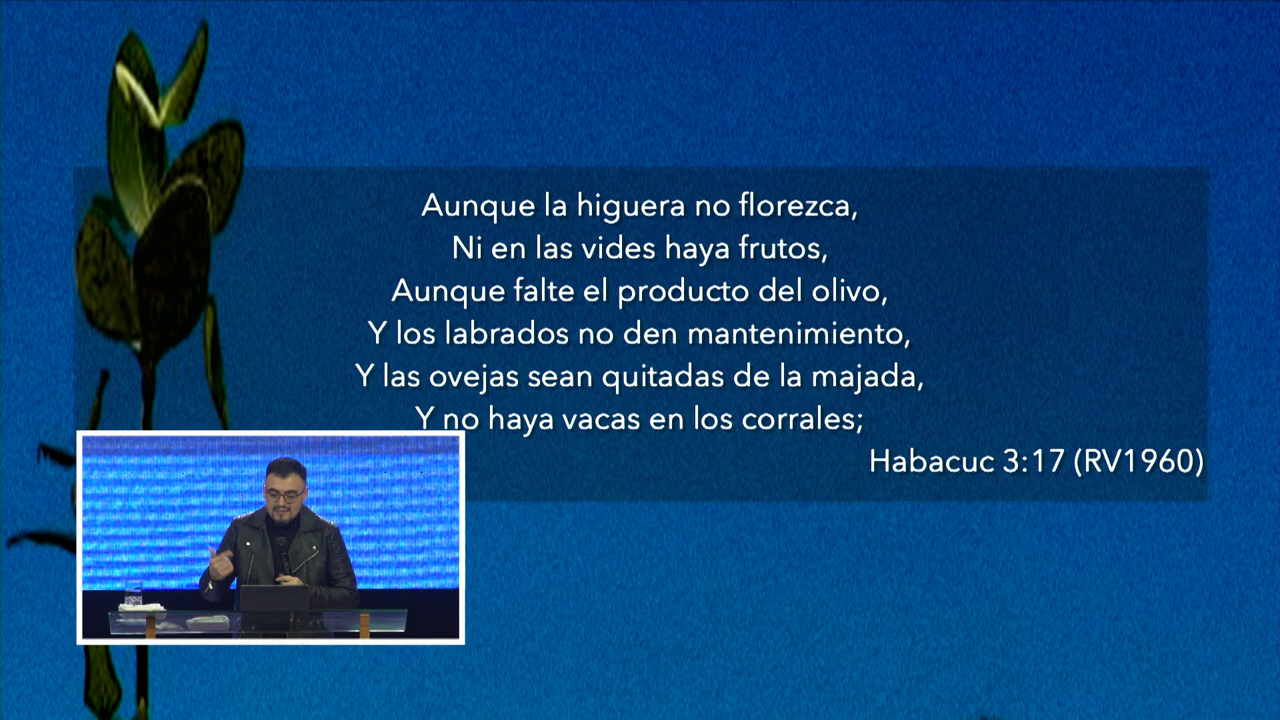 Aunque la higuera no florezca,
Ni en las vides haya frutos,
Aunque falte el producto del olivo,
Y los labrados no den mantenimiento,
Y las ovejas sean quitadas de la majada,
Y no haya vacas en los corrales;
Habacuc 3:17 (RV1960)